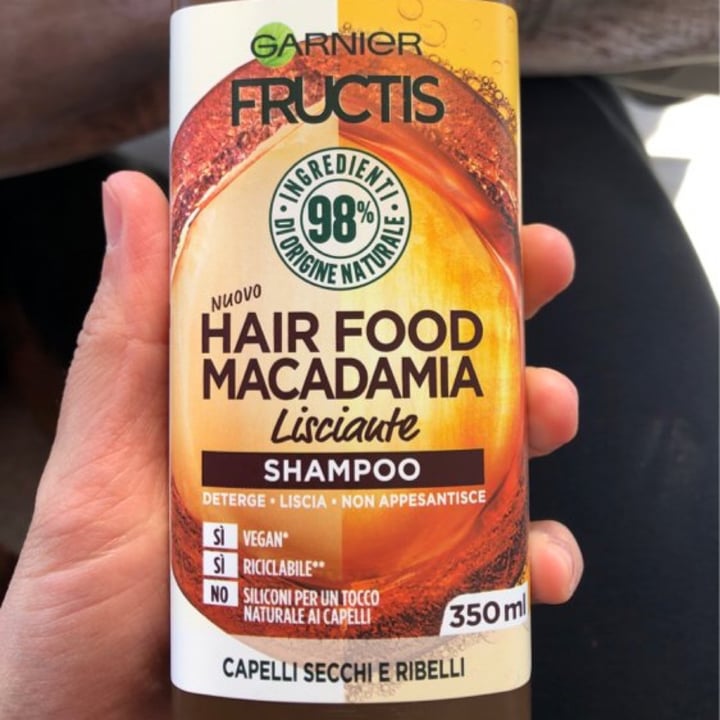 GARNIER
FRUCTIS
INGREDIENTI
98%
DI ORIGINE NATURALE
NUOVO
HAIR FOOD
MACADAMIA
Lisciante
SHAMPOO
DETERGE • LISCIA • NON APPESANTISCE
SÌ VEGAN*
SÌ RICICLABILE**
NO SILICONI PER UN TOCCO
NATURALE AI CAPELLI
350 ml
CAPELLI SECCHI E RIBELLI